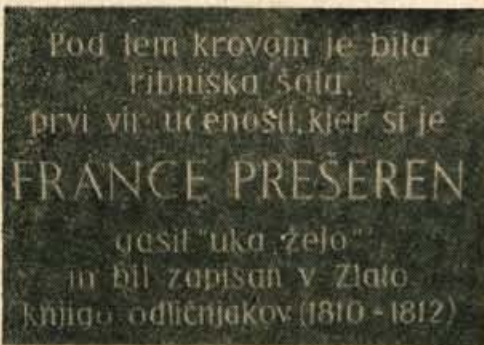 Pod tem krovom je bila
ribniška šola,
prvi vir učenosti, kjer si je
FRANCE PREŠEREN
gasil "uka žejo"
in bil zapisan v Zlato
knjigo odličnjakov (1810-1812)